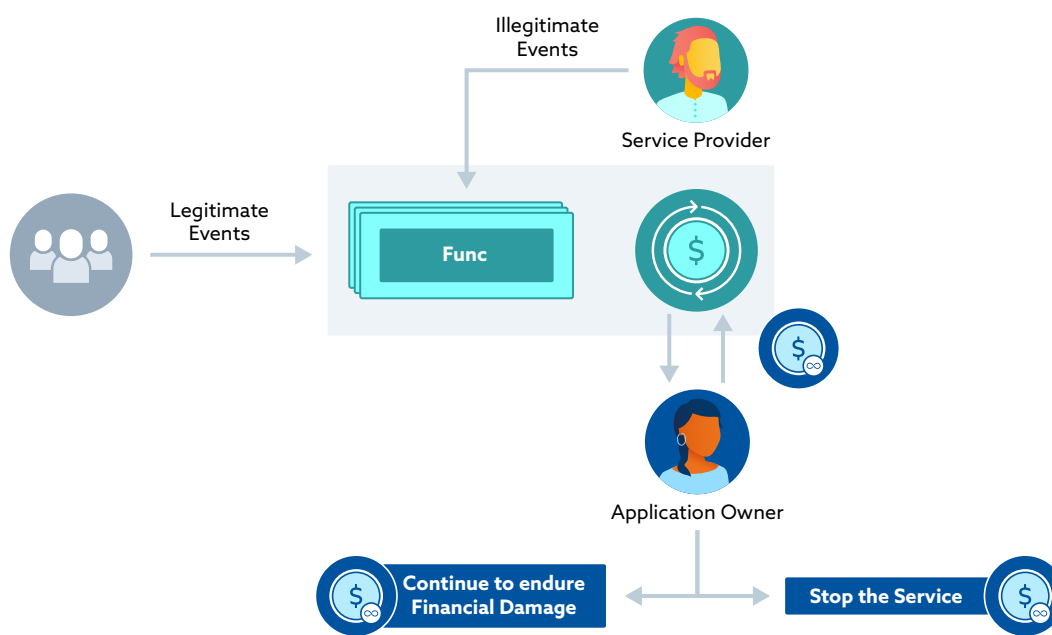 Illegitimate
Events
Service Provider
Legitimate
Events
Func
$
$
Application Owner
$
Continue to endure
Financial Damage
Stop the Service
$